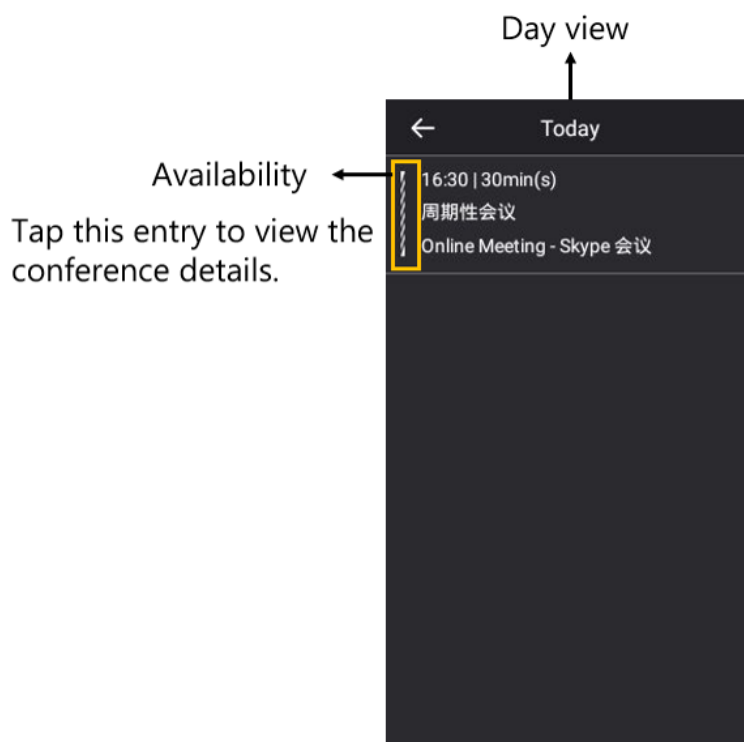 Day view
Today
Availability
Tap this entry to view the
conference details.
16:30 | 30min(s)
周期性会议
Online Meeting - Skype 会议